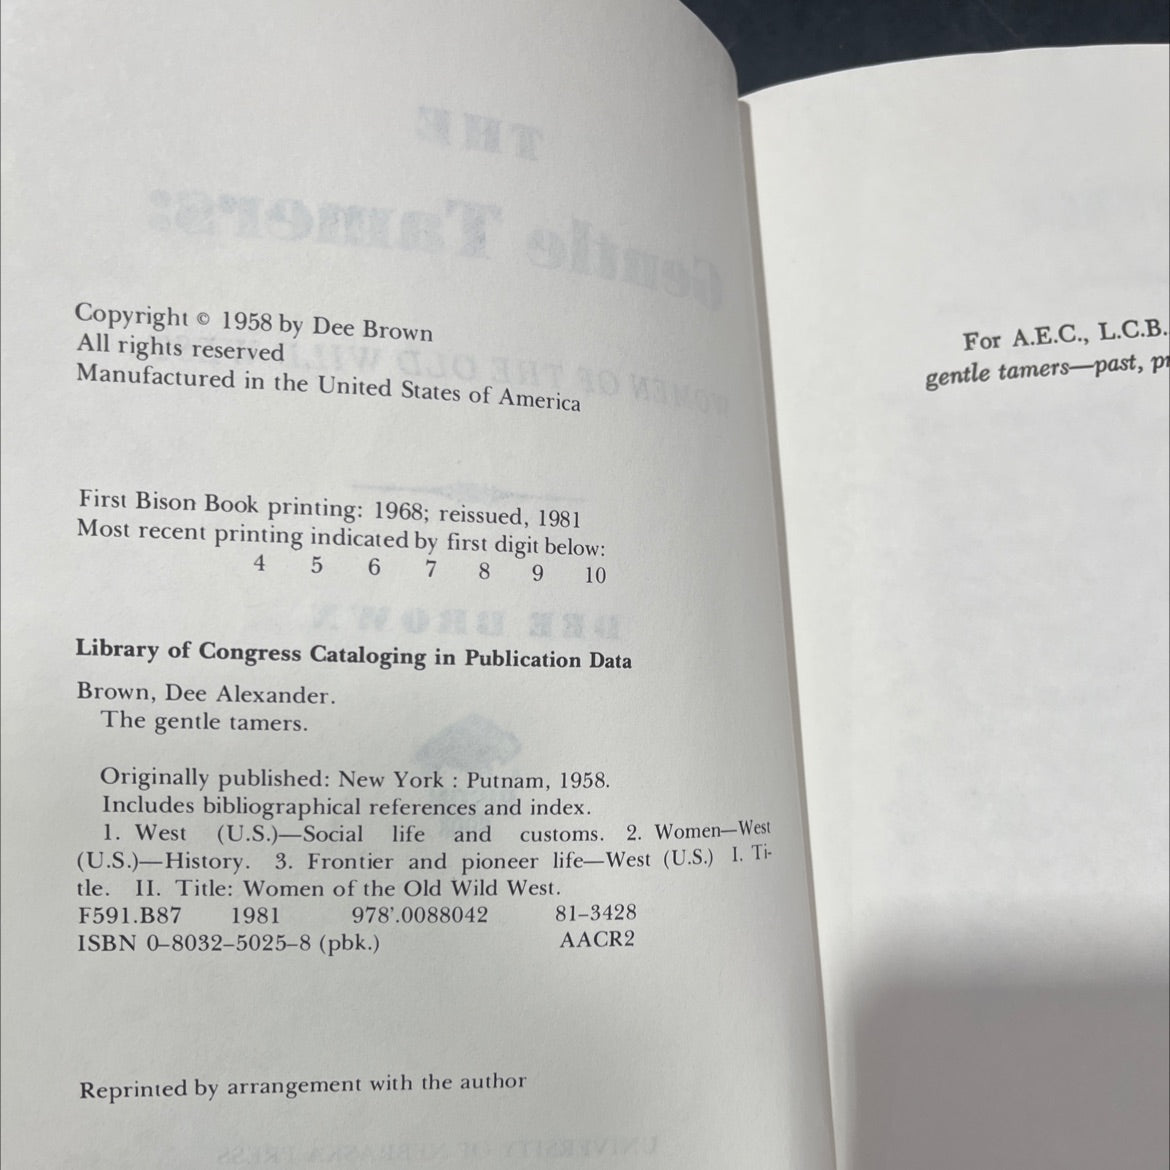 Copyright © 1958 by Dee Brown
All rights reserved
Manufactured in the United States of America
First Bison Book printing: 1968; reissued, 1981
Most recent printing indicated by first digit below:
4 5 6 7 8 9 10
Library of Congress Cataloging in Publication Data
Brown, Dee Alexander.
The gentle tamers.
Originally published: New York : Putnam, 1958.
Includes bibliographical references and index.
1. West (U.S.)—Social life and customs. 2. Women—West
(U.S.)—History. 3. Frontier and pioneer life—West (U.S.) I. Ti-
tle. II. Title: Women of the Old Wild West.
F591.B87 1981 978'.0088042 81–3428
ISBN 0–8032–5025–8 (pbk.) AACR2
Reprinted by arrangement with the author
For A.E.C., L.C.B.
gentle tamers—past,